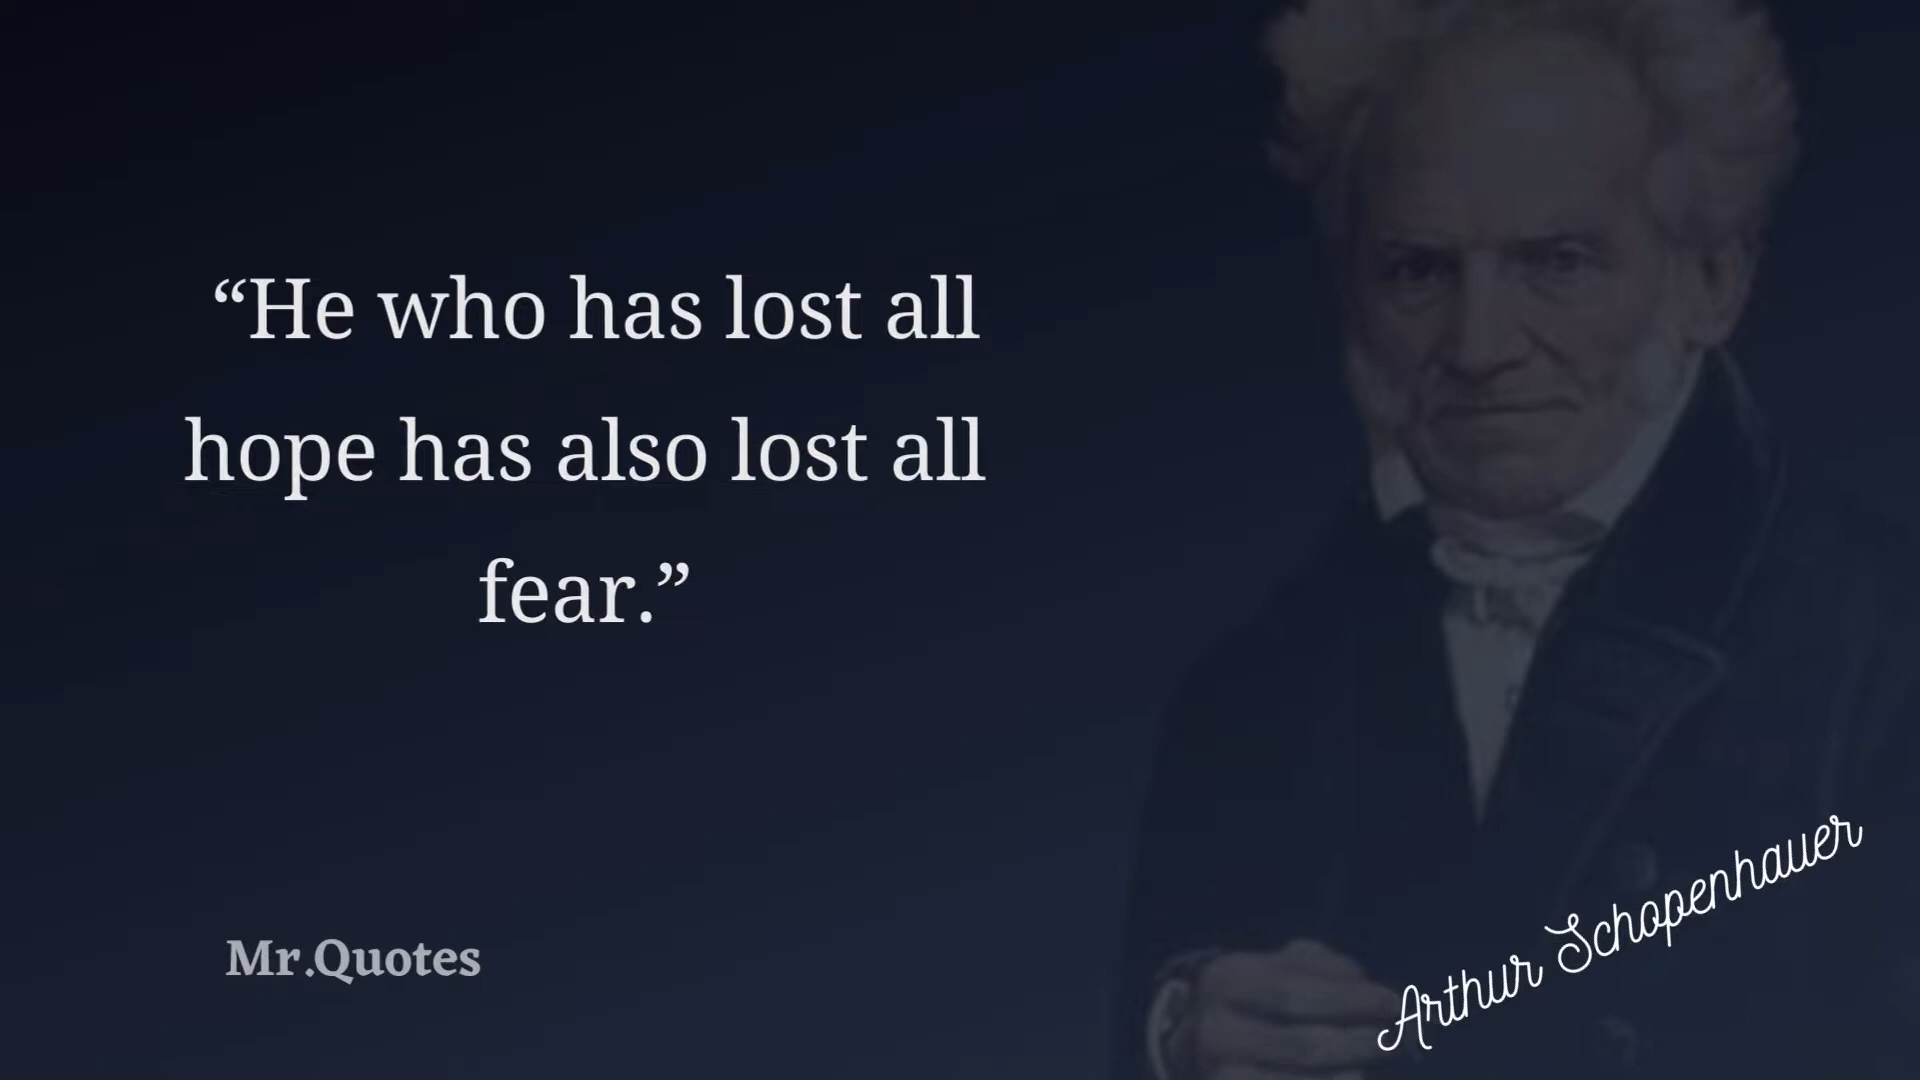 “He who has lost all
hope has also lost all
fear.”
Mr.Quotes
Arthur Schopenhauer